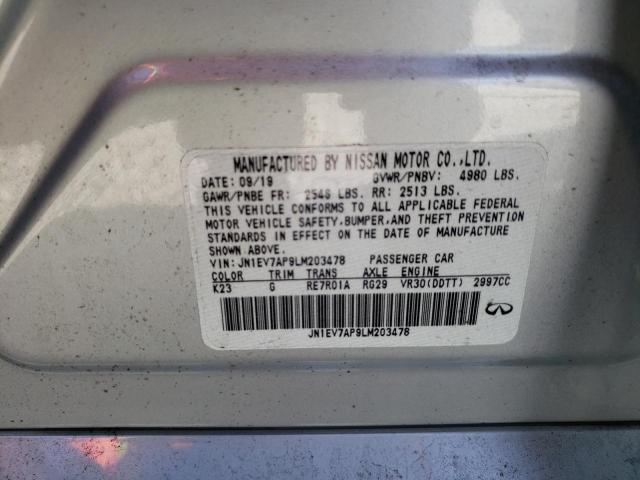 MANUFACTURED BY NISSAN MOTOR CO.,LTD.
DATE: 09/19 GVWR/PNBV: 4980 LBS.
GAWR/PNBE FR: 2546 LBS. RR: 2513 LBS.
THIS VEHICLE CONFORMS TO ALL APPLICABLE FEDERAL
MOTOR VEHICLE SAFETY,BUMPER,AND THEFT PREVENTION
STANDARDS IN EFFECT ON THE DATE OF MANUFACTURE
SHOWN ABOVE.
VIN:JN1EV7AP9LM203478 PASSENGER CAR
COLOR TRIM TRANS AXLE ENGINE
K23 G RE7R01A RG29 VR30(DDTT) 2997CC
JN1EV7AP9LM203478